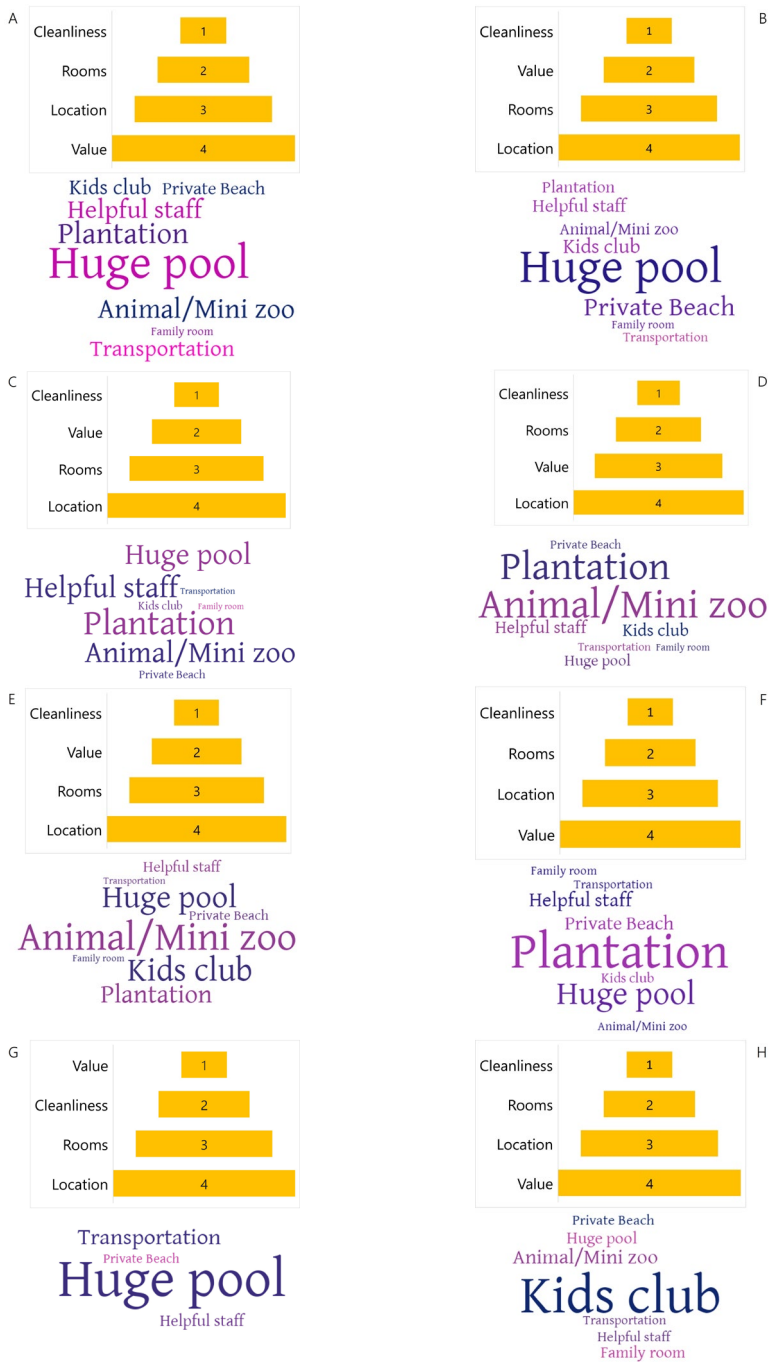 A
Cleanliness 1
Rooms 2
Location 3
Value 4
Kids club Private Beach
Helpful staff
Plantation
Huge pool
Animal/Mini zoo
Family room
Transportation
B
Cleanliness 1
Value 2
Rooms 3
Location 4
Plantation
Helpful staff
Animal/Mini zoo
Kids club
Huge pool
Private Beach
Family room
Transportation
C
Cleanliness 1
Value 2
Rooms 3
Location 4
Huge pool
Helpful staff Transportation
Kids club Family room
Plantation
Animal/Mini zoo
Private Beach
D
Cleanliness 1
Rooms 2
Value 3
Location 4
Private Beach
Plantation
Animal/Mini zoo
Helpful staff Kids club
Transportation Family room
Huge pool
E
Cleanliness 1
Value 2
Rooms 3
Location 4
Helpful staff
Transportation
Huge pool
Private Beach
Animal/Mini zoo
Family room Kids club
Plantation
F
Cleanliness 1
Rooms 2
Location 3
Value 4
Family room
Transportation
Helpful staff
Private Beach
Plantation
Kids club
Huge pool
Animal/Mini zoo
G
Value 1
Cleanliness 2
Rooms 3
Location 4
Transportation
Private Beach
Huge pool
Helpful staff
H
Cleanliness 1
Rooms 2
Location 3
Value 4
Private Beach
Huge pool
Animal/Mini zoo
Kids club
Transportation
Helpful staff
Family room